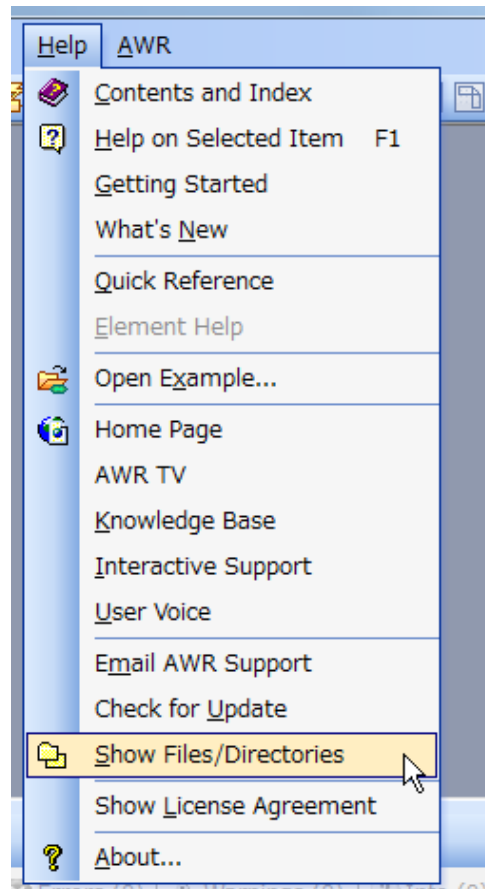 Help AWR
Contents and Index
Help on Selected Item F1
Getting Started
What's New
Quick Reference
Element Help
Open Example...
Home Page
AWR TV
Knowledge Base
Interactive Support
User Voice
Email AWR Support
Check for Update
Show Files/Directories
Show License Agreement
About...